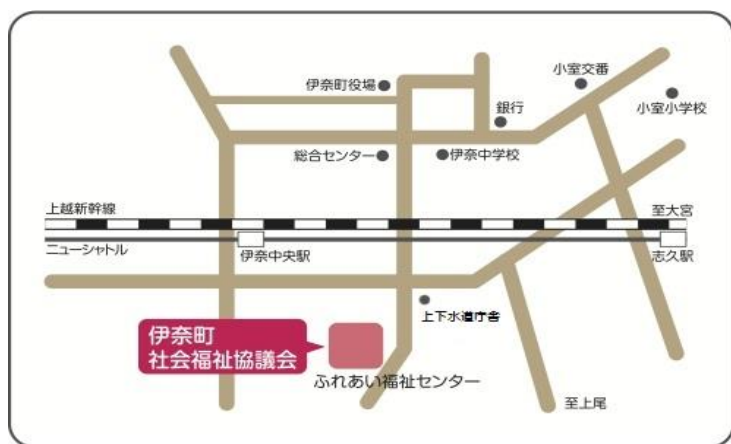 小室交番
伊奈町役場
銀行
小室小学校
総合センター
伊奈中学校
上越新幹線
至大宮
ニューシャトル
伊奈中央駅
志久駅
上下水道庁舎
伊奈町
社会福祉協議会
ふれあい福祉センター
至上尾